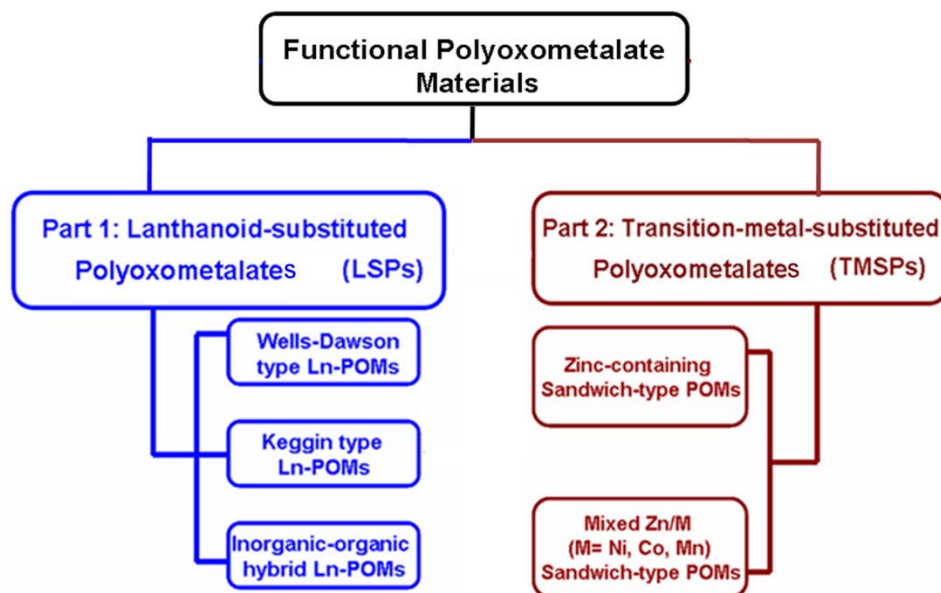 Functional Polyoxometalate
Materials
Part 1: Lanthanoid-substituted
Polyoxometalates (LSPs)
Wells-Dawson
type Ln-POMs
Keggin type
Ln-POMs
Inorganic-organic
hybrid Ln-POMs
Part 2: Transition-metal-substituted
Polyoxometalates (TMSPs)
Zinc-containing
Sandwich-type POMs
Mixed Zn/M
(M= Ni, Co, Mn)
Sandwich-type POMs